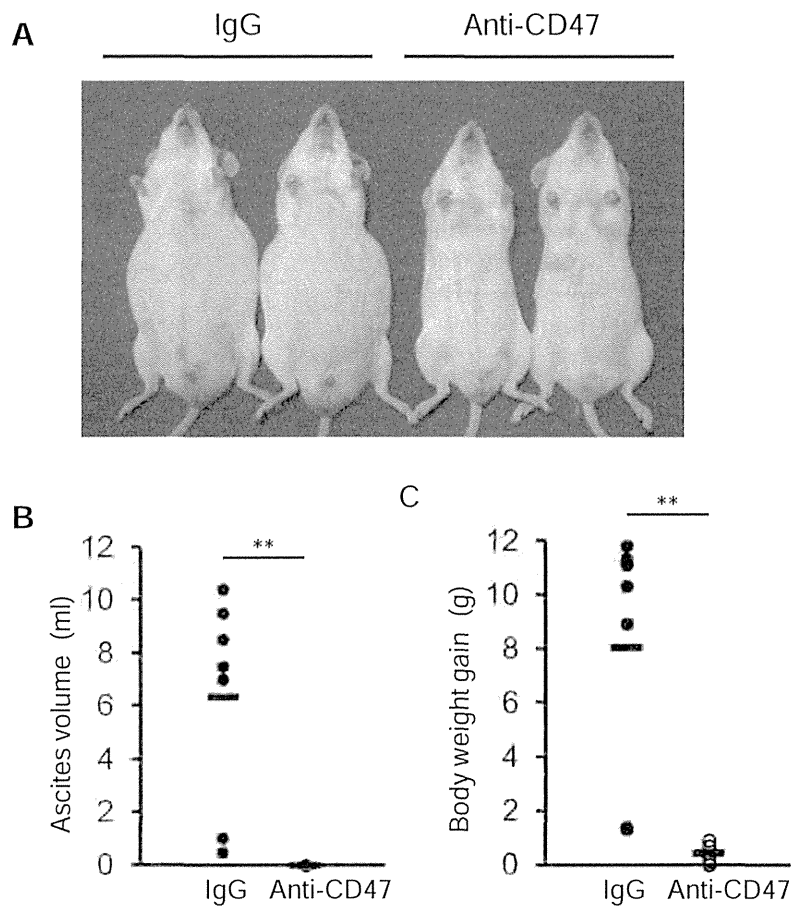 A
IgG
Anti-CD47
B
**
12
10
8
6
4
2
0
Ascites volume (ml)
IgG
Anti-CD47
C
**
12
10
8
6
4
2
0
Body weight gain (g)
IgG
Anti-CD47